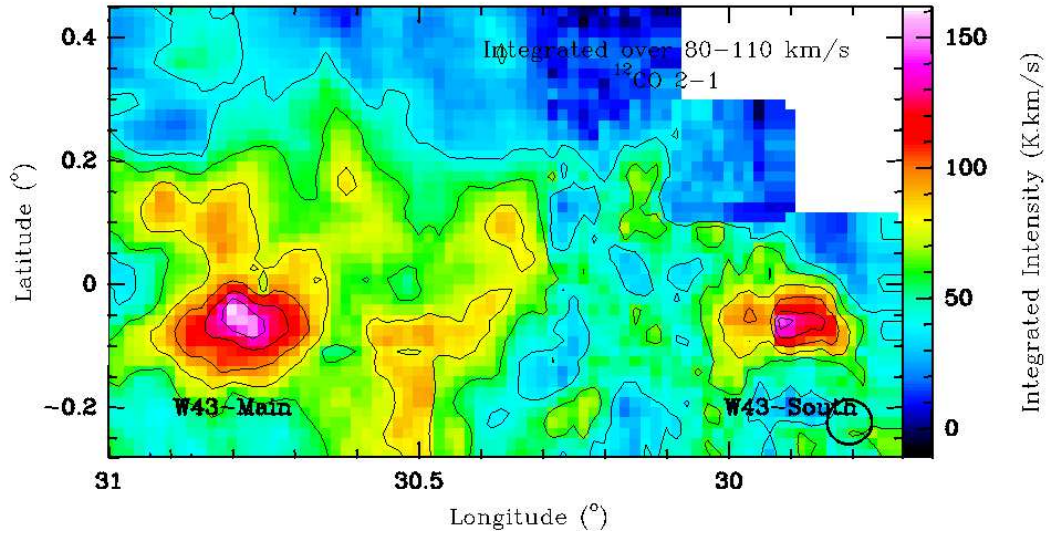 Integrated over 80-110 km/s
12CO 2-1
0.4
0.2
0
-0.2
Latitude (°)
W43-Main
W43-South
31
30.5
30
Longitude (°)
150
100
50
0
Integrated Intensity (K.km/s)